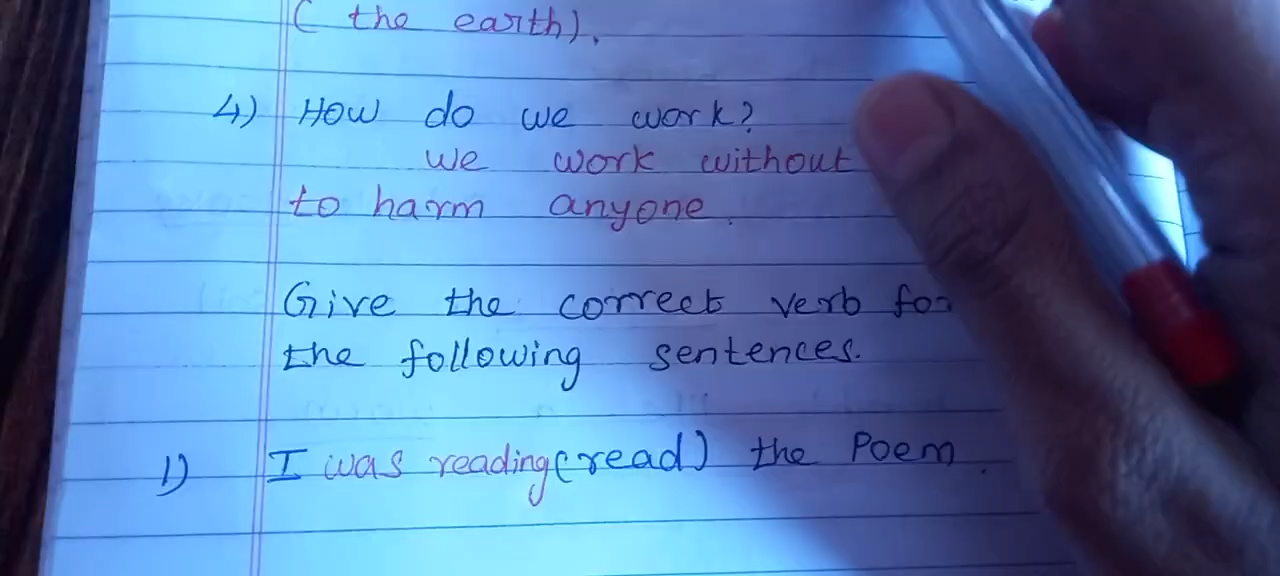 ( the earth).
4) How do we work?
we work without
to harm anyone.
Give the correct verb for
the following sentences.
1) I was reading (read) the Poem.